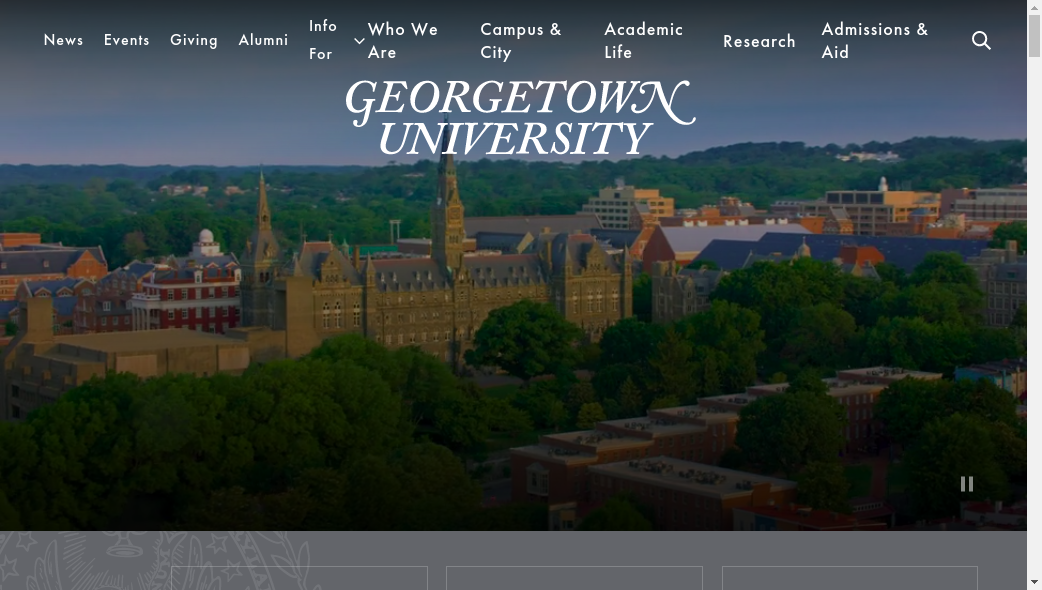 News
Events
Giving
Alumni
Info
For
Who We
Are
Campus &
City
Academic
Life
Research
Admissions &
Aid
GEORGETOWN
UNIVERSITY